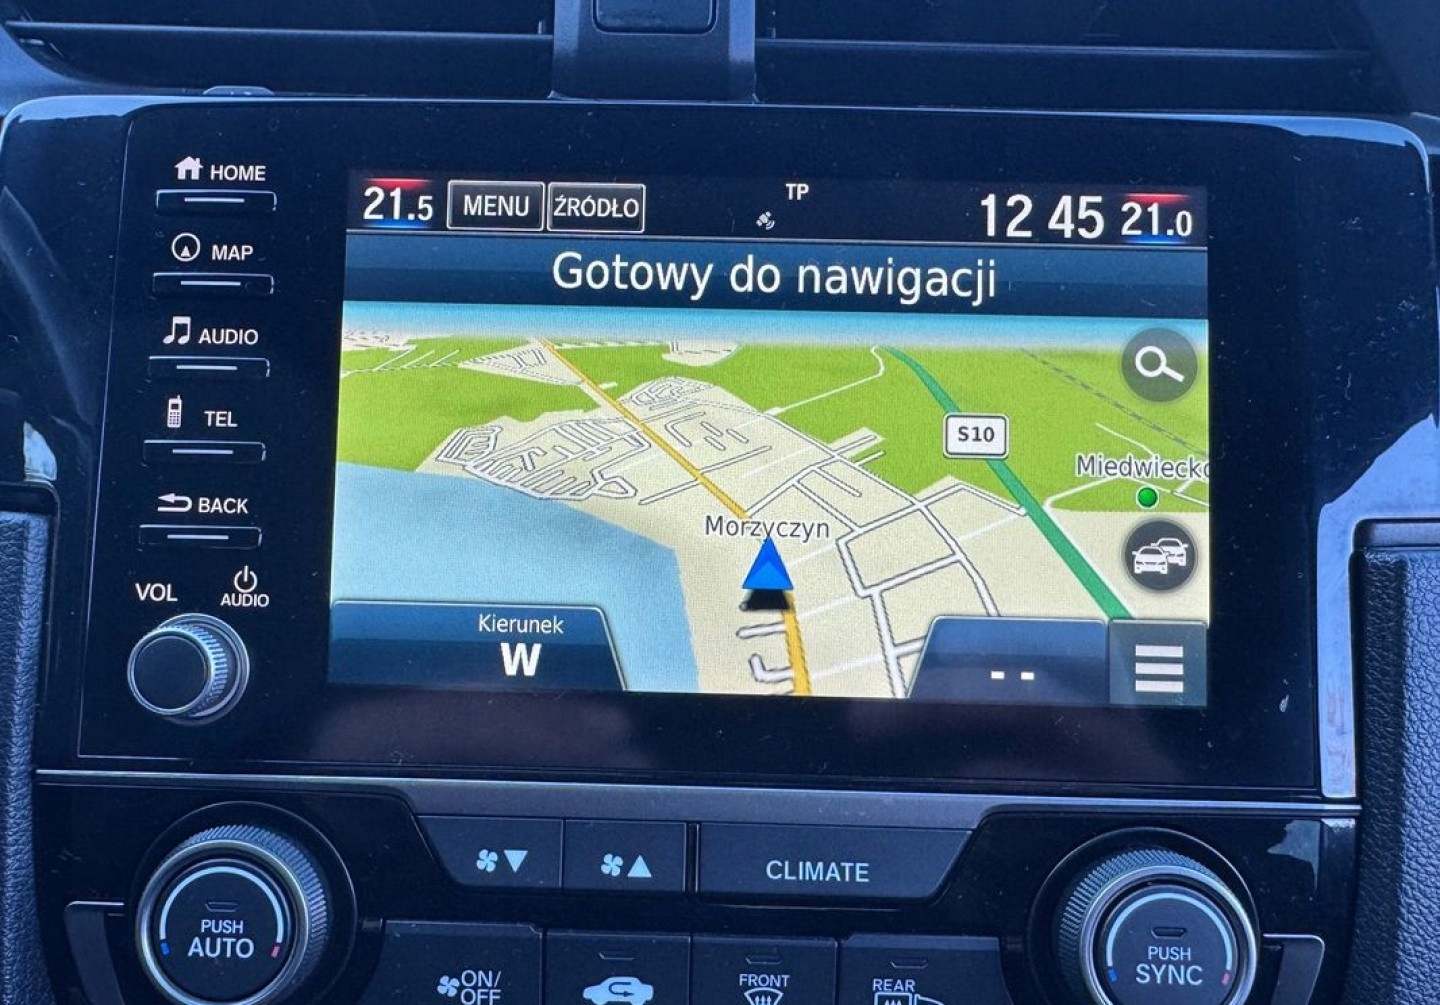 HOME
MAP
AUDIO
TEL
BACK
VOL
AUDIO
21.5 MENU ŹRÓDŁO TP 12 45 21.0
Gotowy do nawigacji
S10
Miedwiecko
Morzyczyn
Kierunek
W
--
CLIMATE
PUSH
AUTO
ON/
OFF
FRONT
REAR
PUSH
SYNC